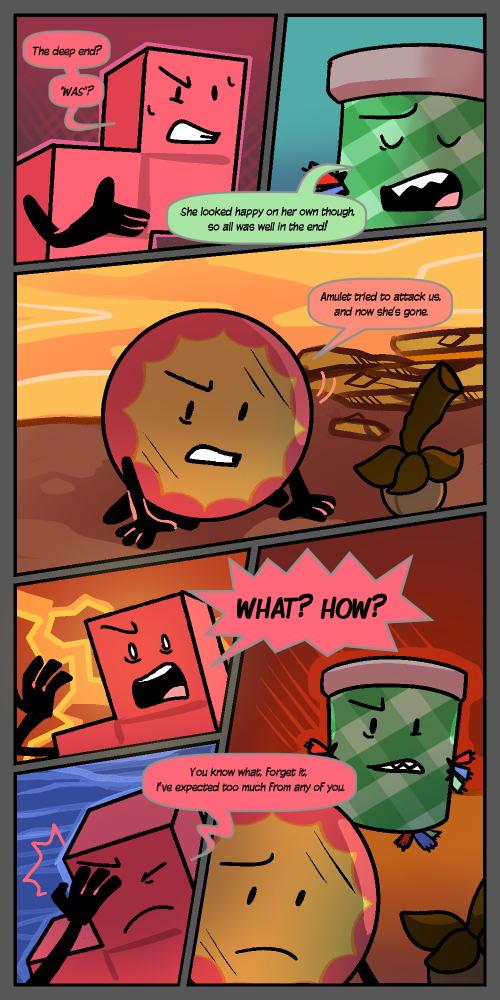 The deep end?
"WAS"?
She looked happy on her own though,
so all was well in the end!
Amulet tried to attack us,
and now she's gone.
WHAT? HOW?
You know what, Forget it,
I've expected too much From any of you.